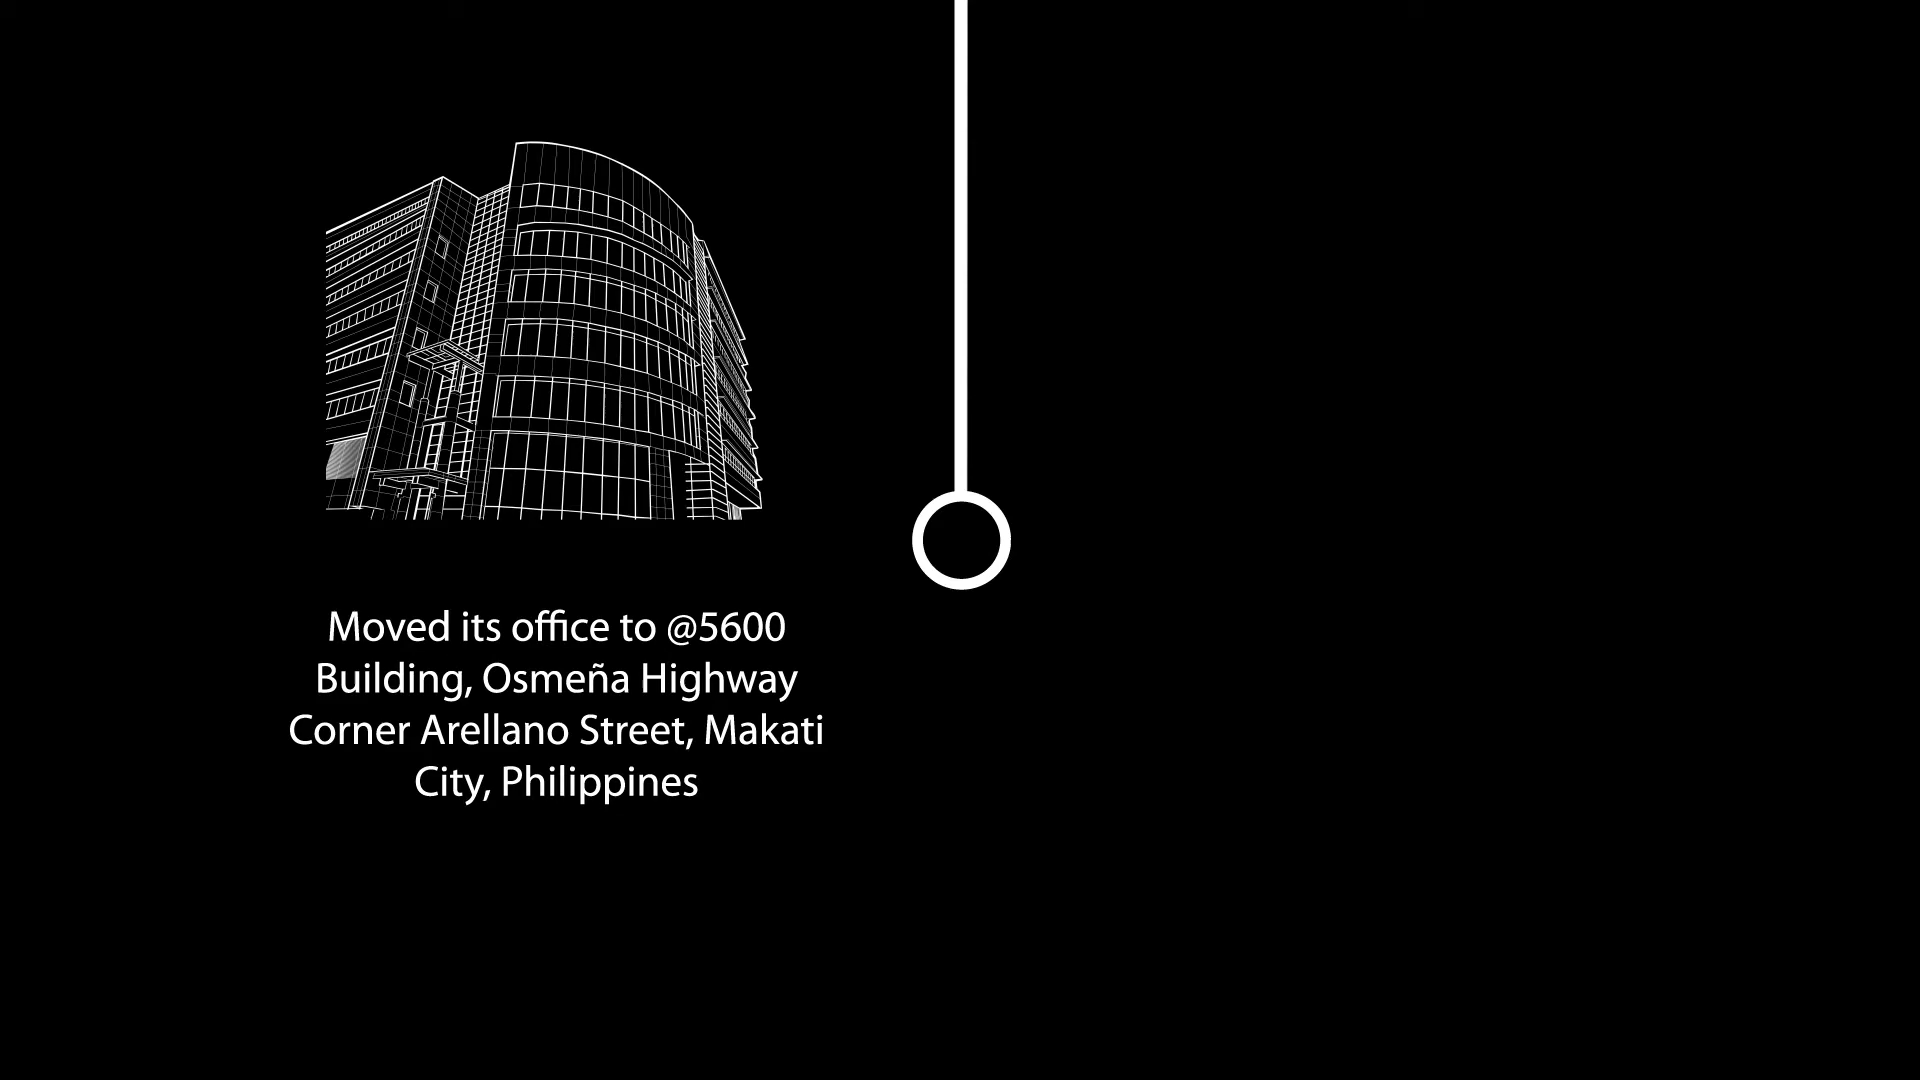 Moved its office to @5600
Building, Osmeña Highway
Corner Arellano Street, Makati
City, Philippines